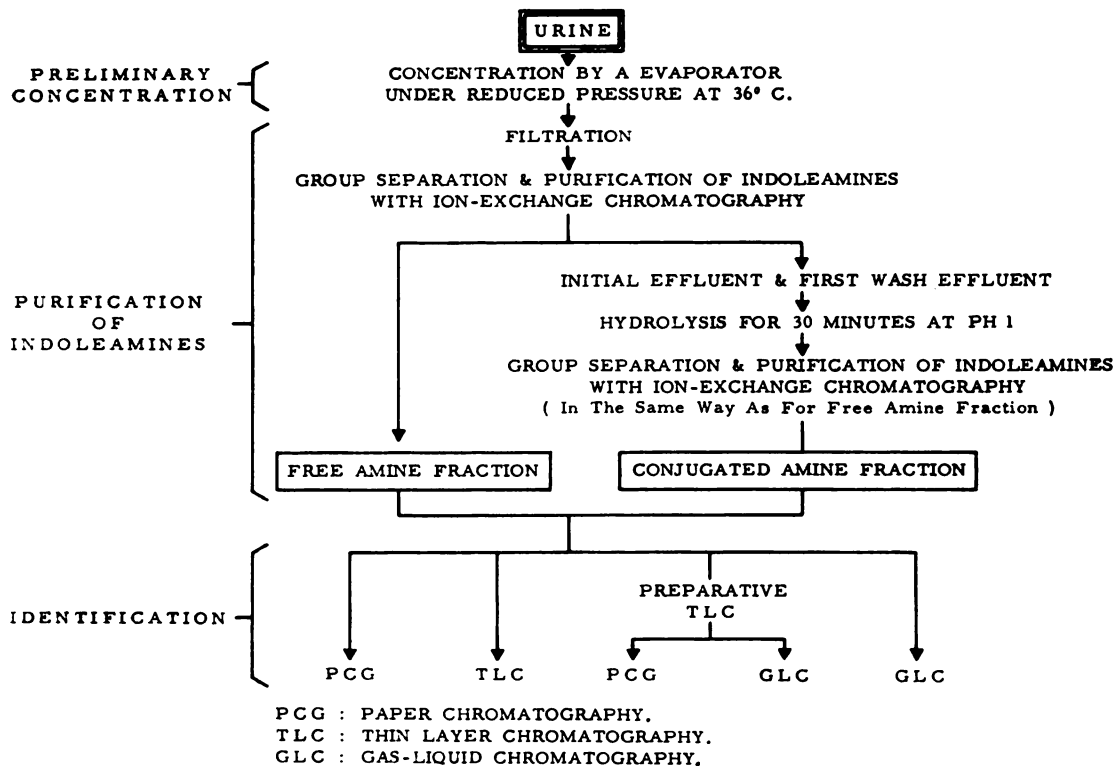 URINE
PRELIMINARY
CONCENTRATION
CONCENTRATION BY A EVAPORATOR
UNDER REDUCED PRESSURE AT 36° C.
FILTRATION
GROUP SEPARATION & PURIFICATION OF INDOLEAMINES
WITH ION-EXCHANGE CHROMATOGRAPHY
PURIFICATION
OF
INDOLEAMINES
INITIAL EFFLUENT & FIRST WASH EFFLUENT
HYDROLYSIS FOR 30 MINUTES AT PH 1
GROUP SEPARATION & PURIFICATION OF INDOLEAMINES
WITH ION-EXCHANGE CHROMATOGRAPHY
( In The Same Way As For Free Amine Fraction )
FREE AMINE FRACTION
CONJUGATED AMINE FRACTION
IDENTIFICATION
PREPARATIVE
TLC
PCG TLC PCG GLC GLC
PCG : PAPER CHROMATOGRAPHY.
TLC : THIN LAYER CHROMATOGRAPHY.
GLC : GAS-LIQUID CHROMATOGRAPHY.